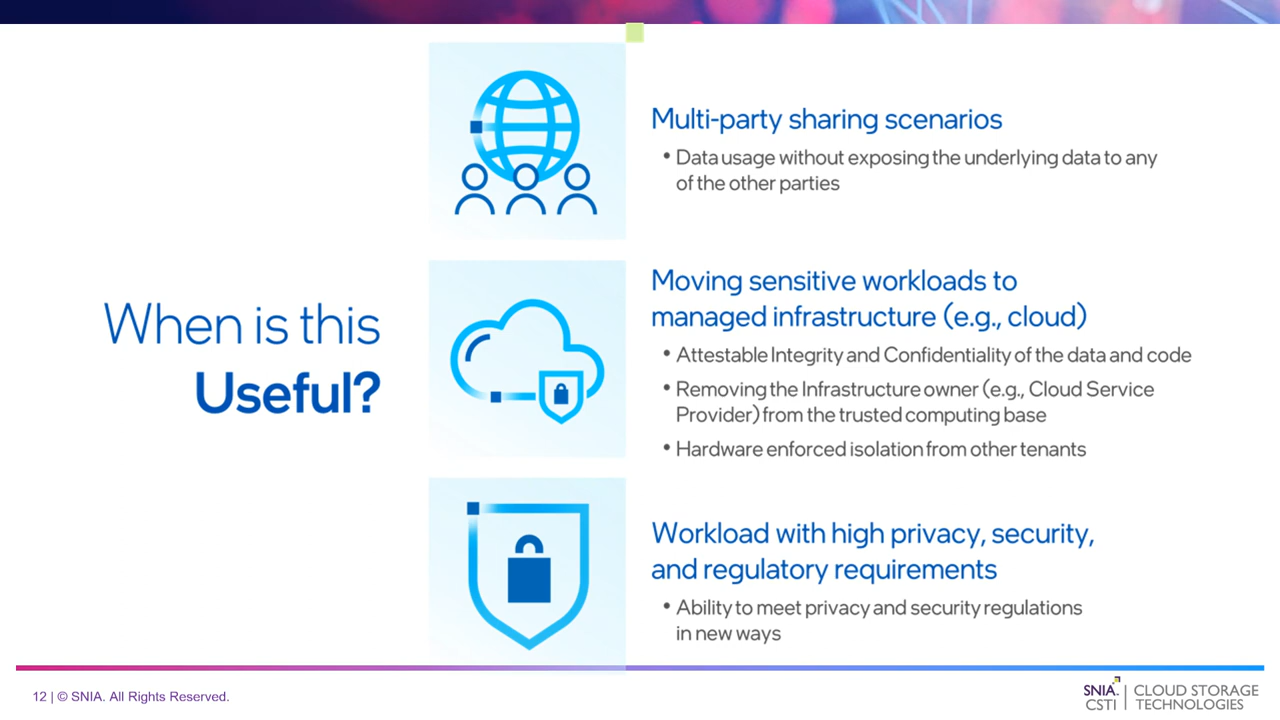 When is this
Useful?
Multi-party sharing scenarios
• Data usage without exposing the underlying data to any
of the other parties
Moving sensitive workloads to
managed infrastructure (e.g., cloud)
• Attestable Integrity and Confidentiality of the data and code
• Removing the Infrastructure owner (e.g., Cloud Service
Provider) from the trusted computing base
• Hardware enforced isolation from other tenants
Workload with high privacy, security,
and regulatory requirements
• Ability to meet privacy and security regulations
in new ways
12 | © SNIA. All Rights Reserved.
SNIA.
CSTI
CLOUD STORAGE
TECHNOLOGIES